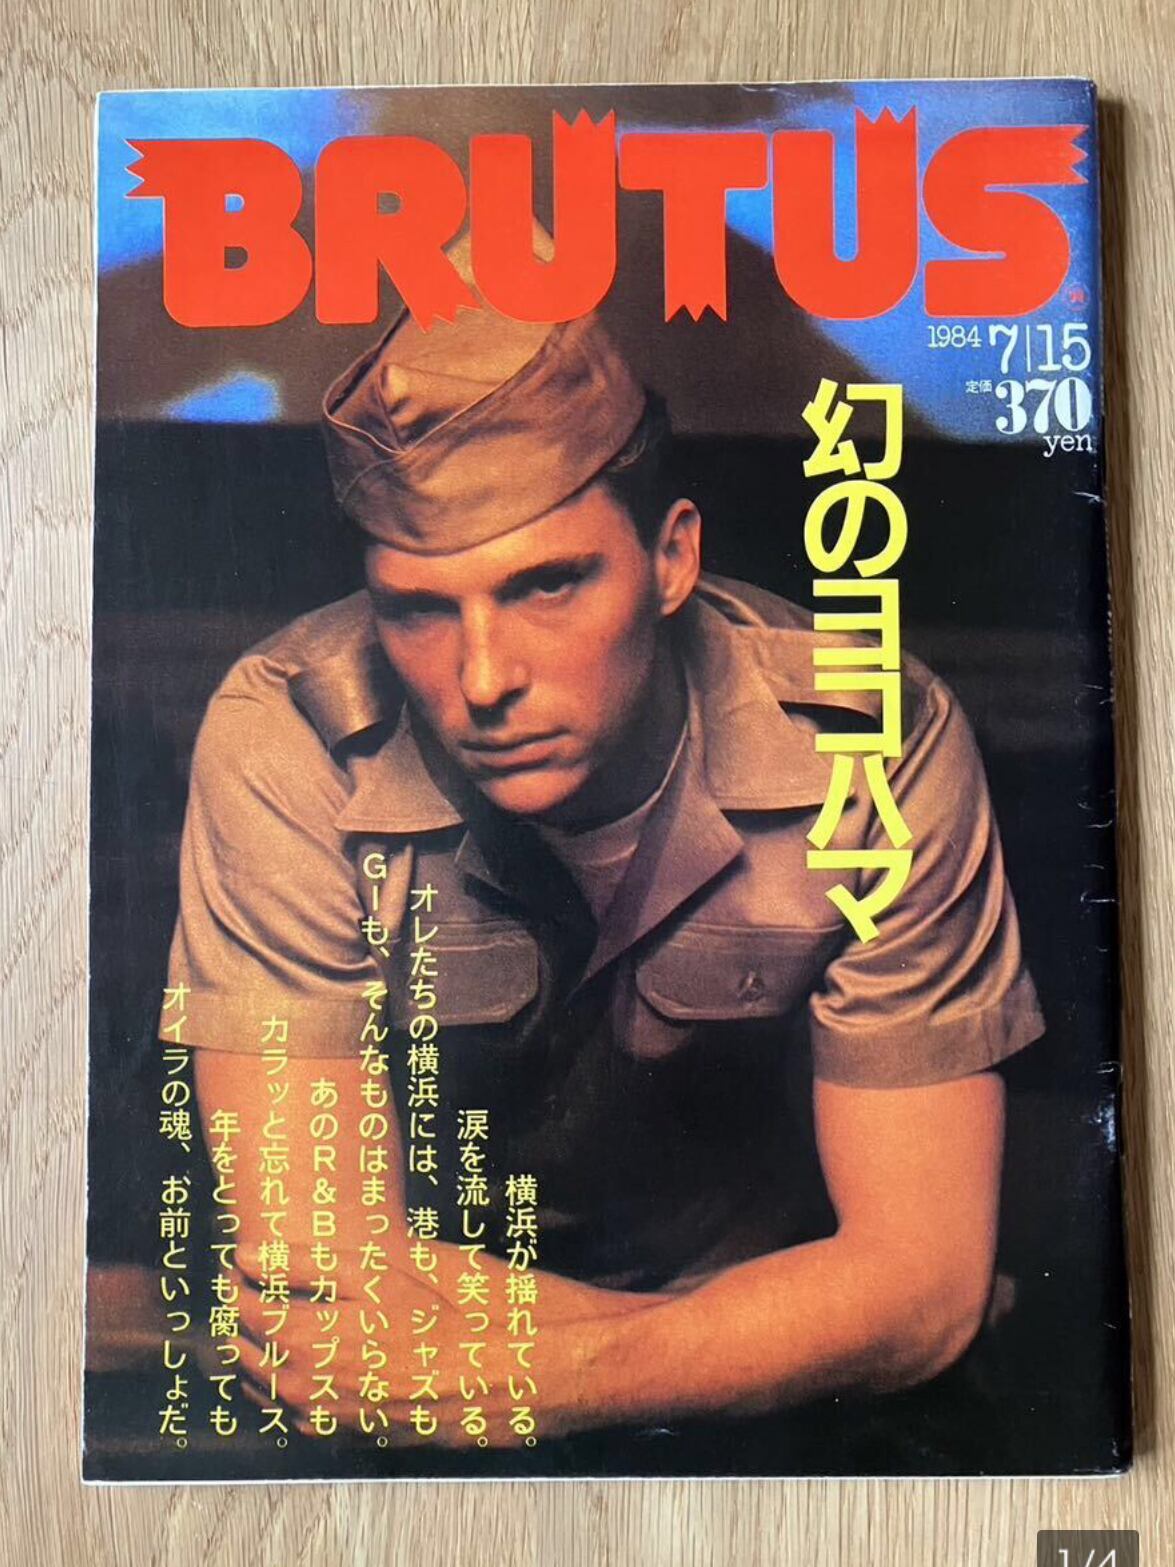 BRUTUS
1984 7|15
定価 370
yen
幻のヨコハマ
横浜が揺れている。
涙を流して笑っている。
オレたちの横浜には、港も、ジャズも
GIも、そんなものはまったくいらない。
あのR&Bもカップスも
カラッと忘れて横浜ブルース。
年をとっても腐っても
オイラの魂、お前といっしょだ。
1/4